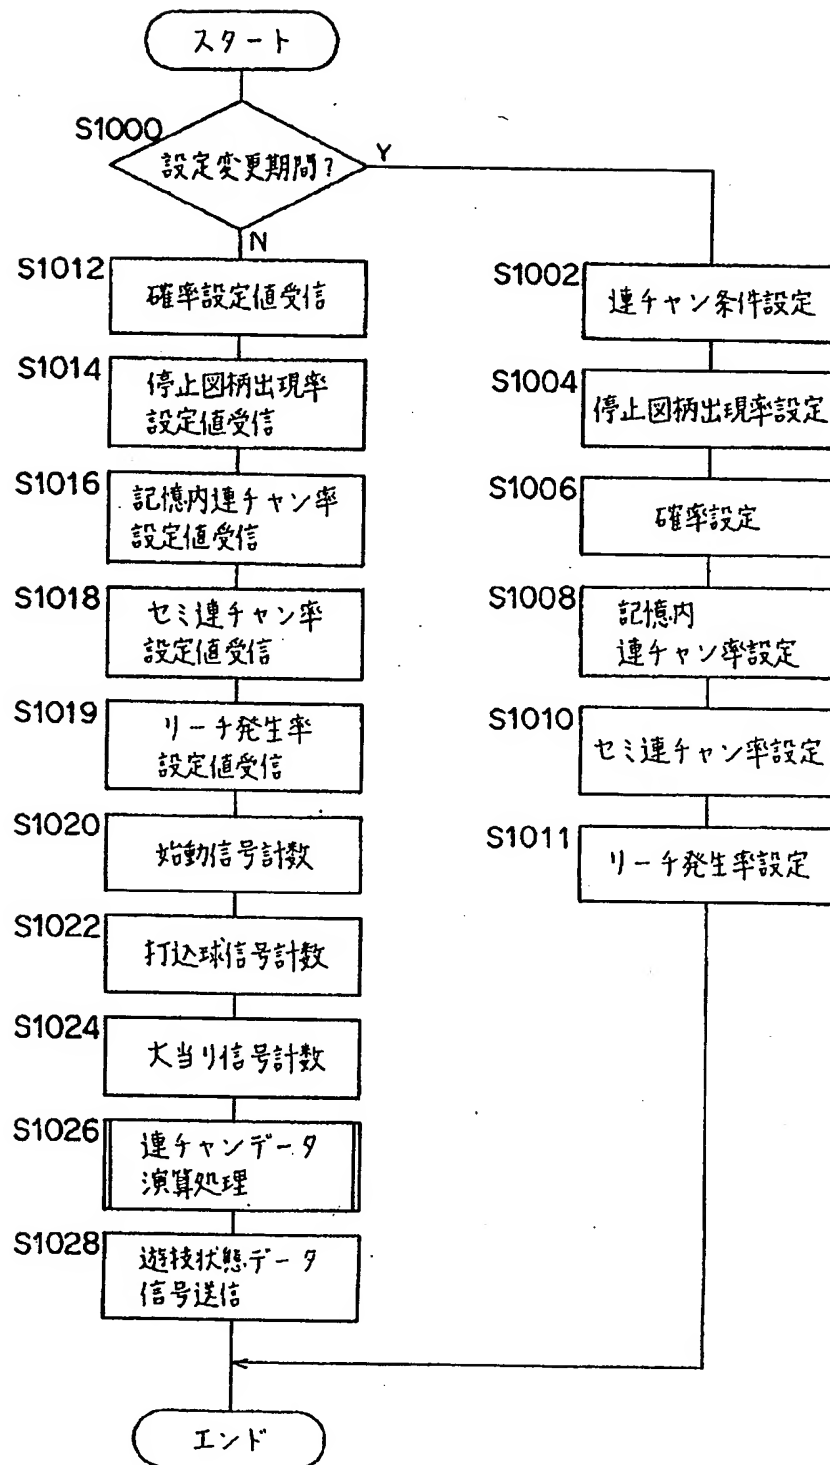 スタート
S1000
設定変更期間?
Y
N
S1012
確率設定値受信
S1014
停止図柄出現率
設定値受信
S1016
記憶内連チャン率
設定値受信
S1018
セミ連チャン率
設定値受信
S1019
リーチ発生率
設定値受信
S1020
始動信号計数
S1022
打込球信号計数
S1024
大当り信号計数
S1026
連チャンデータ
演算処理
S1028
遊技状態データ
信号送信
S1002
連チャン条件設定
S1004
停止図柄出現率設定
S1006
確率設定
S1008
記憶内
連チャン率設定
S1010
セミ連チャン率設定
S1011
リーチ発生率設定
エンド